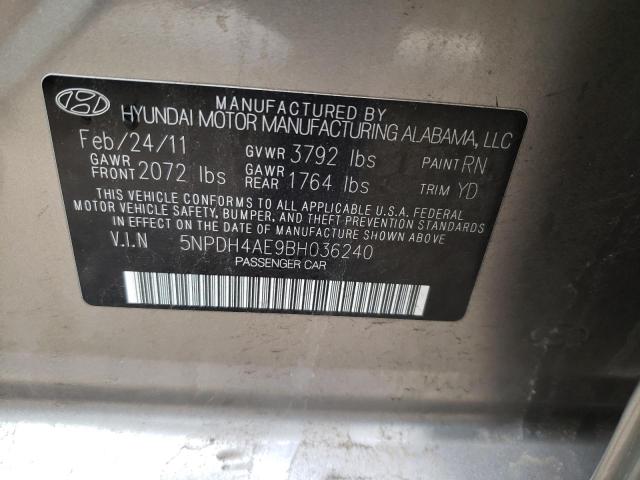 MANUFACTURED BY
HYUNDAI MOTOR MANUFACTURING ALABAMA, LLC
Feb/24/11 GVWR 3792 lbs PAINT RN
GAWR FRONT 2072 lbs GAWR REAR 1764 lbs TRIM YD
THIS VEHICLE CONFORMS TO ALL APPLICABLE U.S.A. FEDERAL
MOTOR VEHICLE SAFETY, BUMPER, AND THEFT PREVENTION STANDARDS
IN EFFECT ON THE DATE OF MANUFACTURE SHOWN ABOVE.
V.I.N 5NPDH4AE9BH036240
PASSENGER CAR